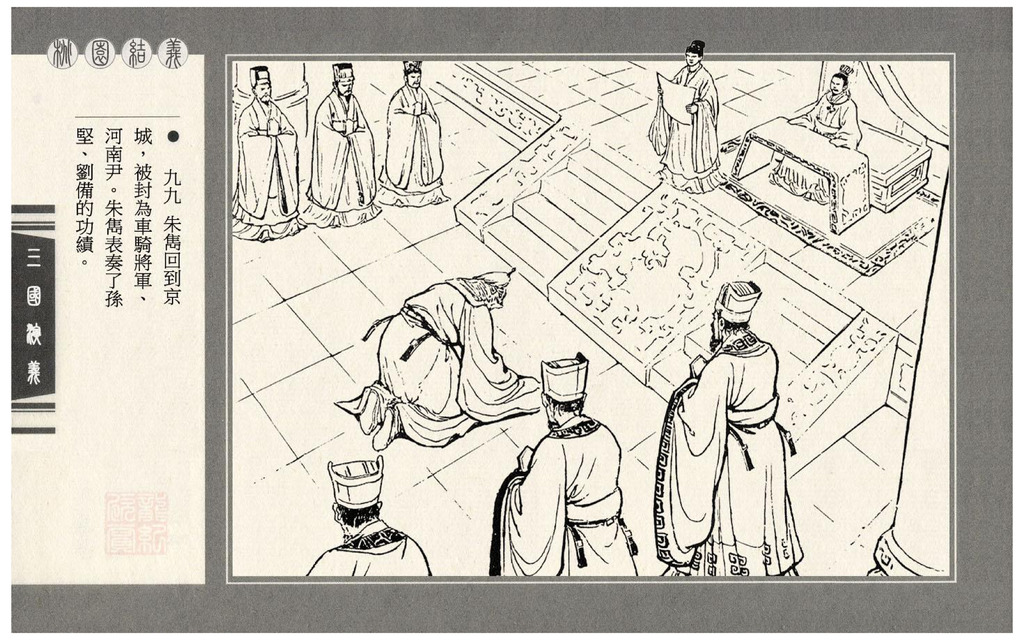 桃園結義
● 九九 朱雋回到京
城，被封為車騎將軍、
河南尹。朱雋表奏了孫
堅、劉備的功績。
三國演義